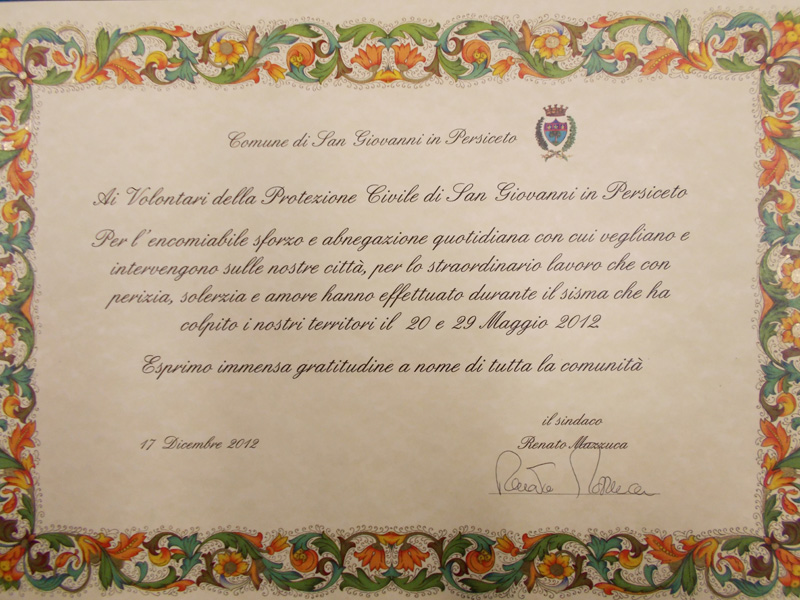 Comune di San Giovanni in Persiceto
Ai Volontari della Protezione Civile di San Giovanni in Persiceto
Per l'encomiabile sforzo e abnegazione quotidiana con cui vegliano e
intervengono sulle nostre città, per lo straordinario lavoro che con
perizia, solerzia e amore hanno effettuato durante il sisma che ha
colpito i nostri territori il 20 e 29 Maggio 2012.
Esprimo immensa gratitudine a nome di tutta la comunità
il sindaco
17 Dicembre 2012 Renato Mazzuca
Renato Mazzuca